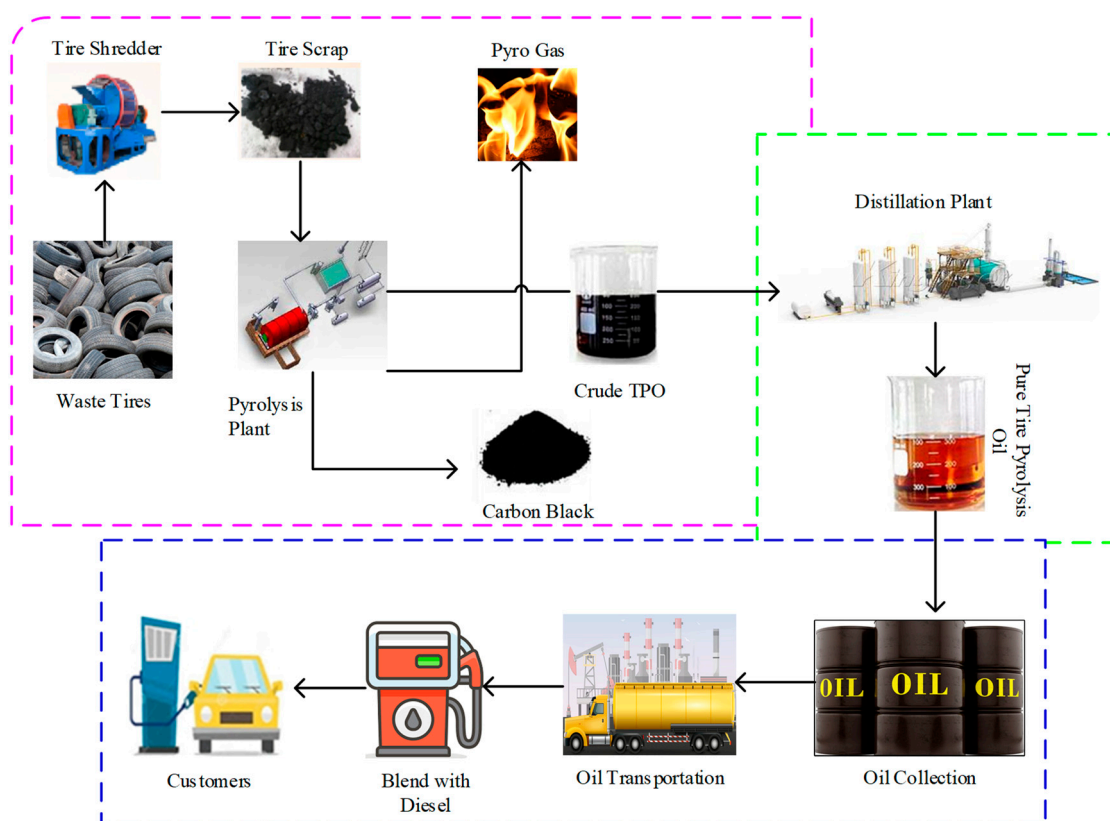 Tire Shredder
Tire Scrap
Pyro Gas
Distillation Plant
Waste Tires
Pyrolysis
Plant
Crude TPO
Carbon Black
Pure Tire Pyrolysis
Oil
OIL
OIL
OIL
Customers
Blend with
Diesel
Oil Transportation
Oil Collection